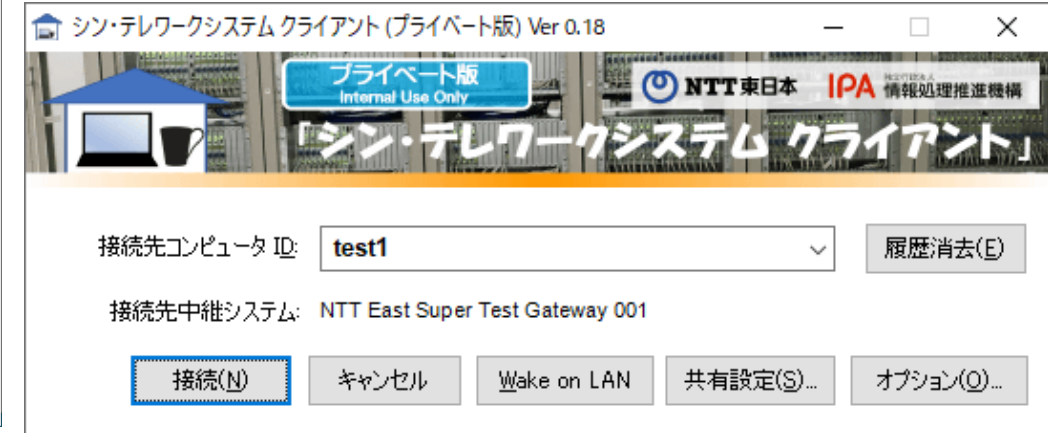 シン・テレワークシステム クライアント (プライベート版) Ver 0.18
プライベート版
Internal Use Only
NTT東日本 IPA 独立行政法人 情報処理推進機構
「シン・テレワークシステム クライアント」
接続先コンピュータ ID: test1 履歴消去(E)
接続先中継システム: NTT East Super Test Gateway 001
接続(N) キャンセル Wake on LAN 共有設定(S)... オプション(O)...